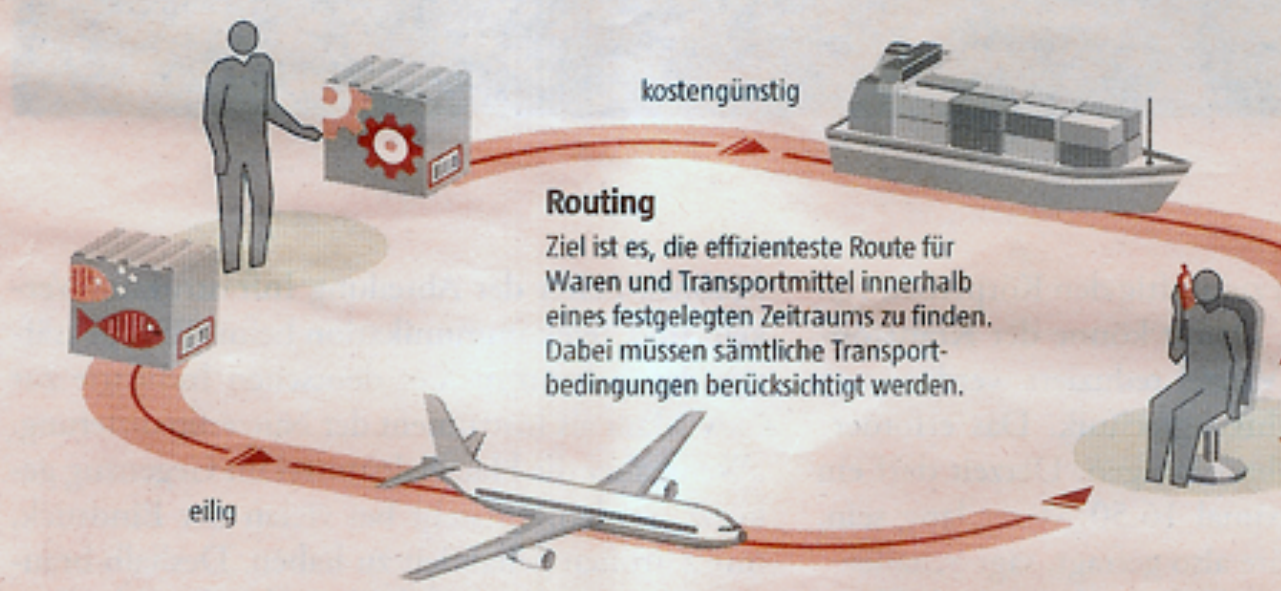 kostengünstig
Routing
Ziel ist es, die effizienteste Route für
Waren und Transportmittel innerhalb
eines festgelegten Zeitraums zu finden.
Dabei müssen sämtliche Transport-
bedingungen berücksichtigt werden.
eilig